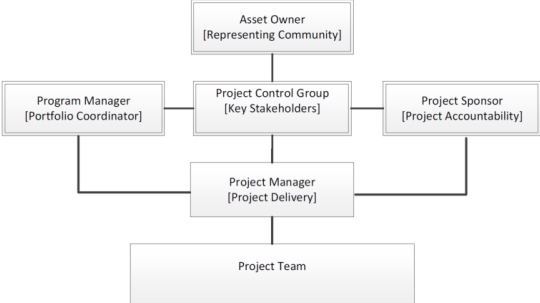 Asset Owner
[Representing Community]
Program Manager
[Portfolio Coordinator]
Project Control Group
[Key Stakeholders]
Project Sponsor
[Project Accountability]
Project Manager
[Project Delivery]
Project Team